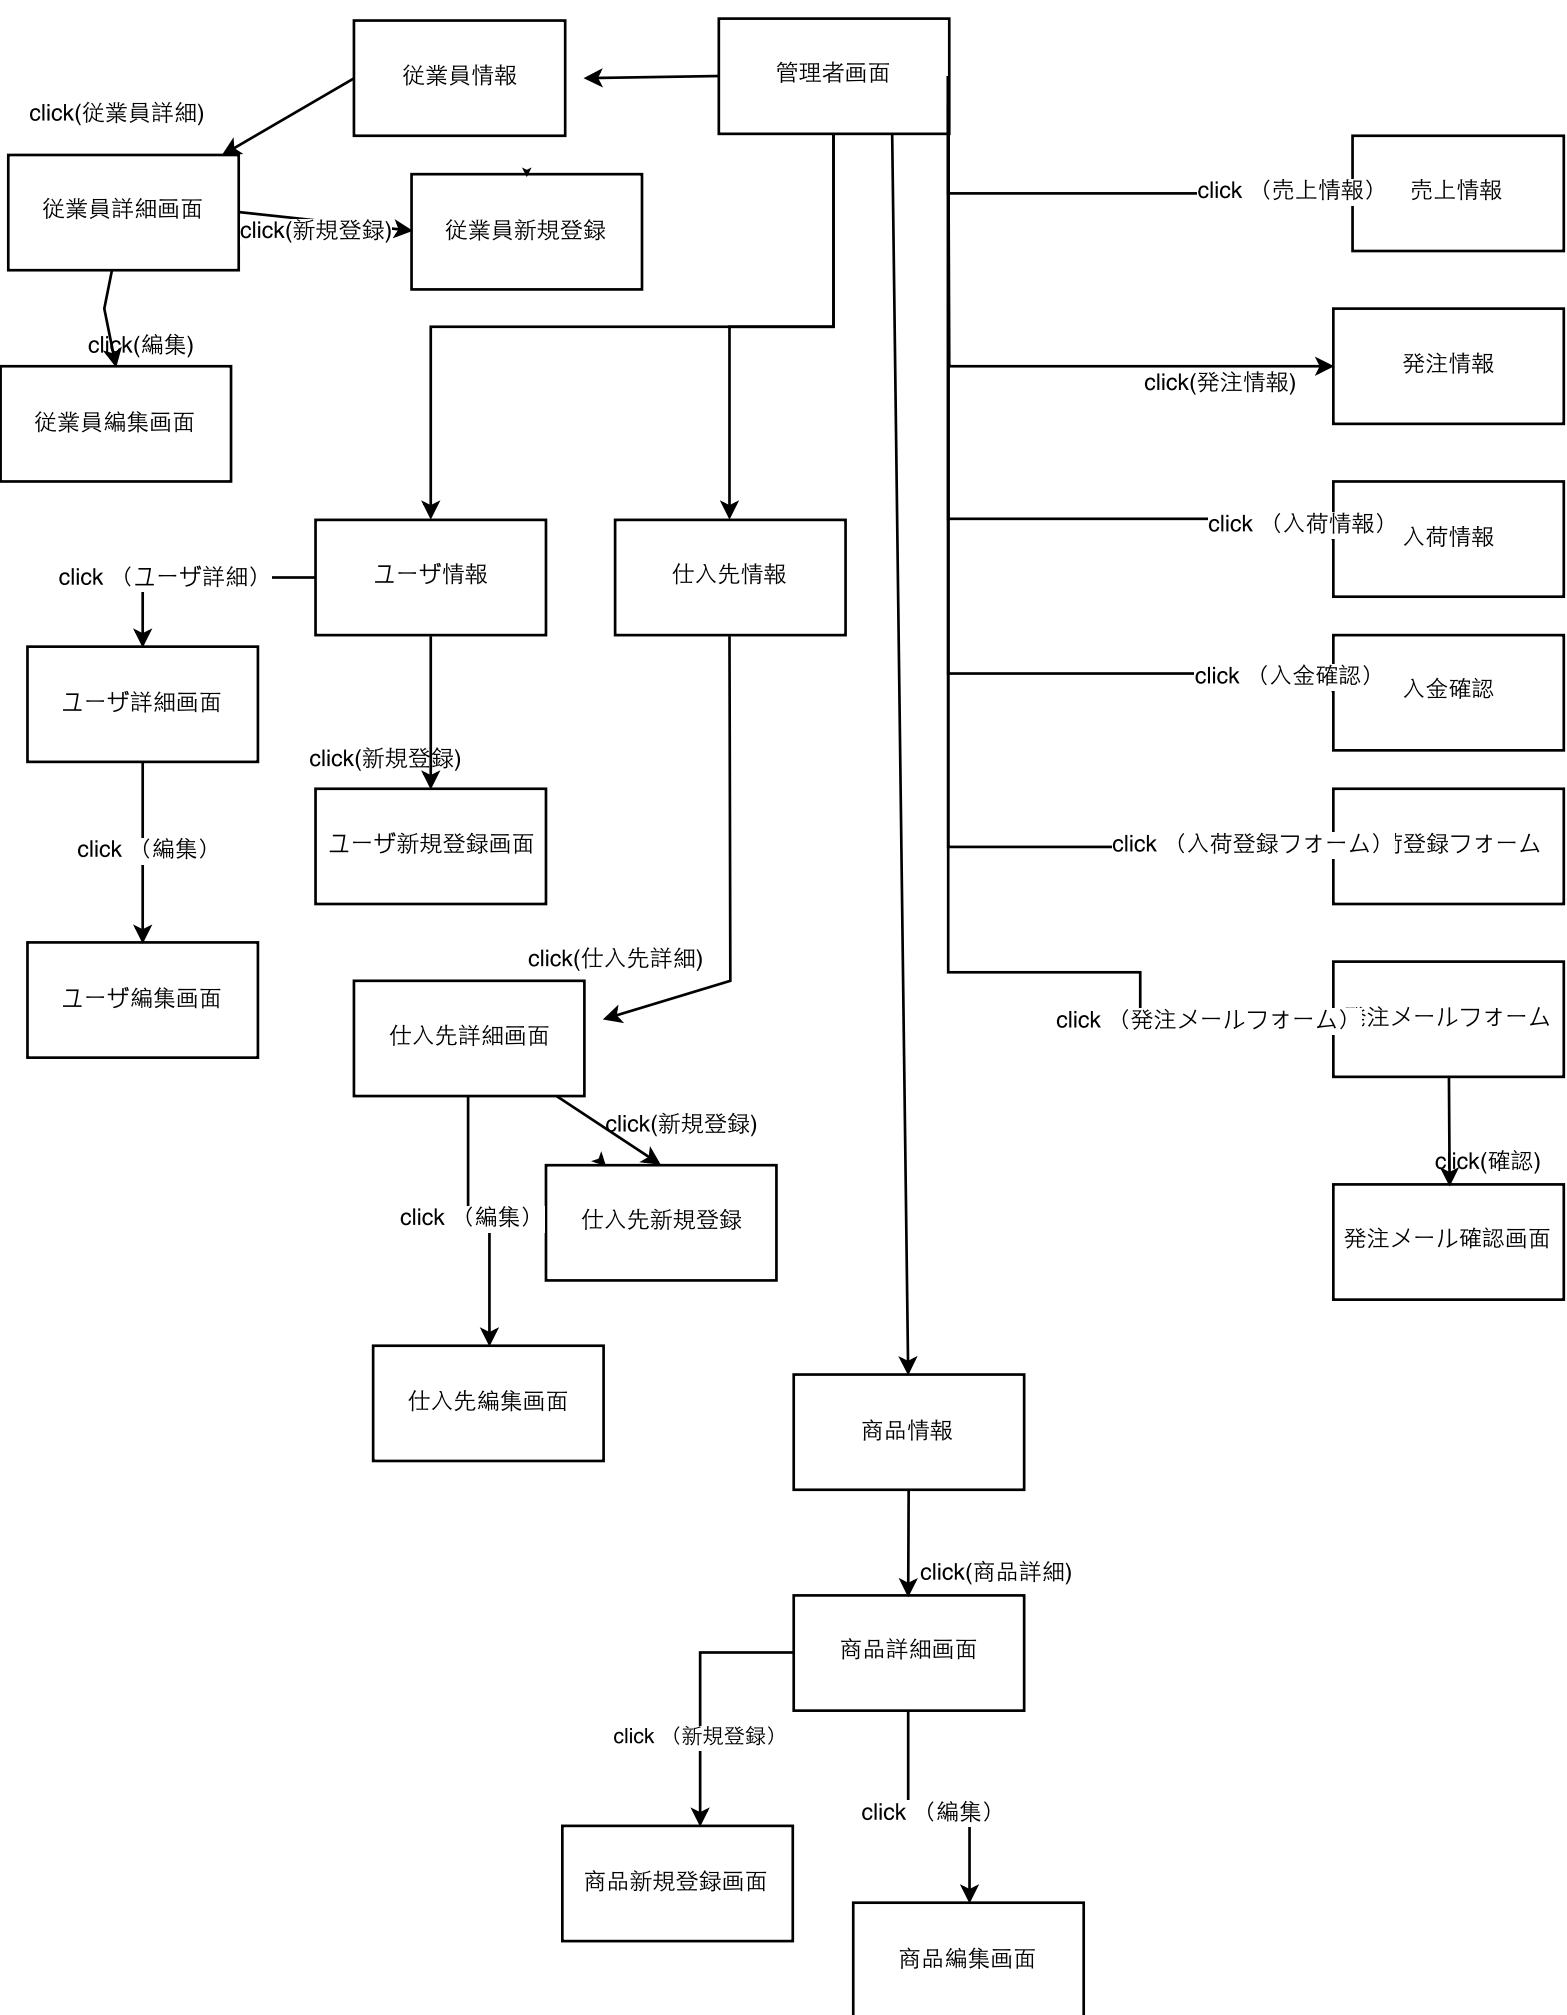 従業員情報
管理者画面
click(従業員詳細)
従業員詳細画面
click(新規登録)
従業員新規登録
click（売上情報）
売上情報
click(編集)
従業員編集画面
発注情報
click(発注情報)
click（入荷情報）
入荷情報
click（ユーザ詳細）
ユーザ情報
仕入先情報
ユーザ詳細画面
click（入金確認）
入金確認
click(新規登録)
click（編集）
ユーザ新規登録画面
click（入荷登録フォーム）
荷登録フォーム
click(仕入先詳細)
ユーザ編集画面
仕入先詳細画面
click（発注メールフォーム）
注メールフォーム
click(新規登録)
click(確認)
click（編集）
仕入先新規登録
発注メール確認画面
仕入先編集画面
商品情報
click(商品詳細)
商品詳細画面
click（新規登録）
click（編集）
商品新規登録画面
商品編集画面